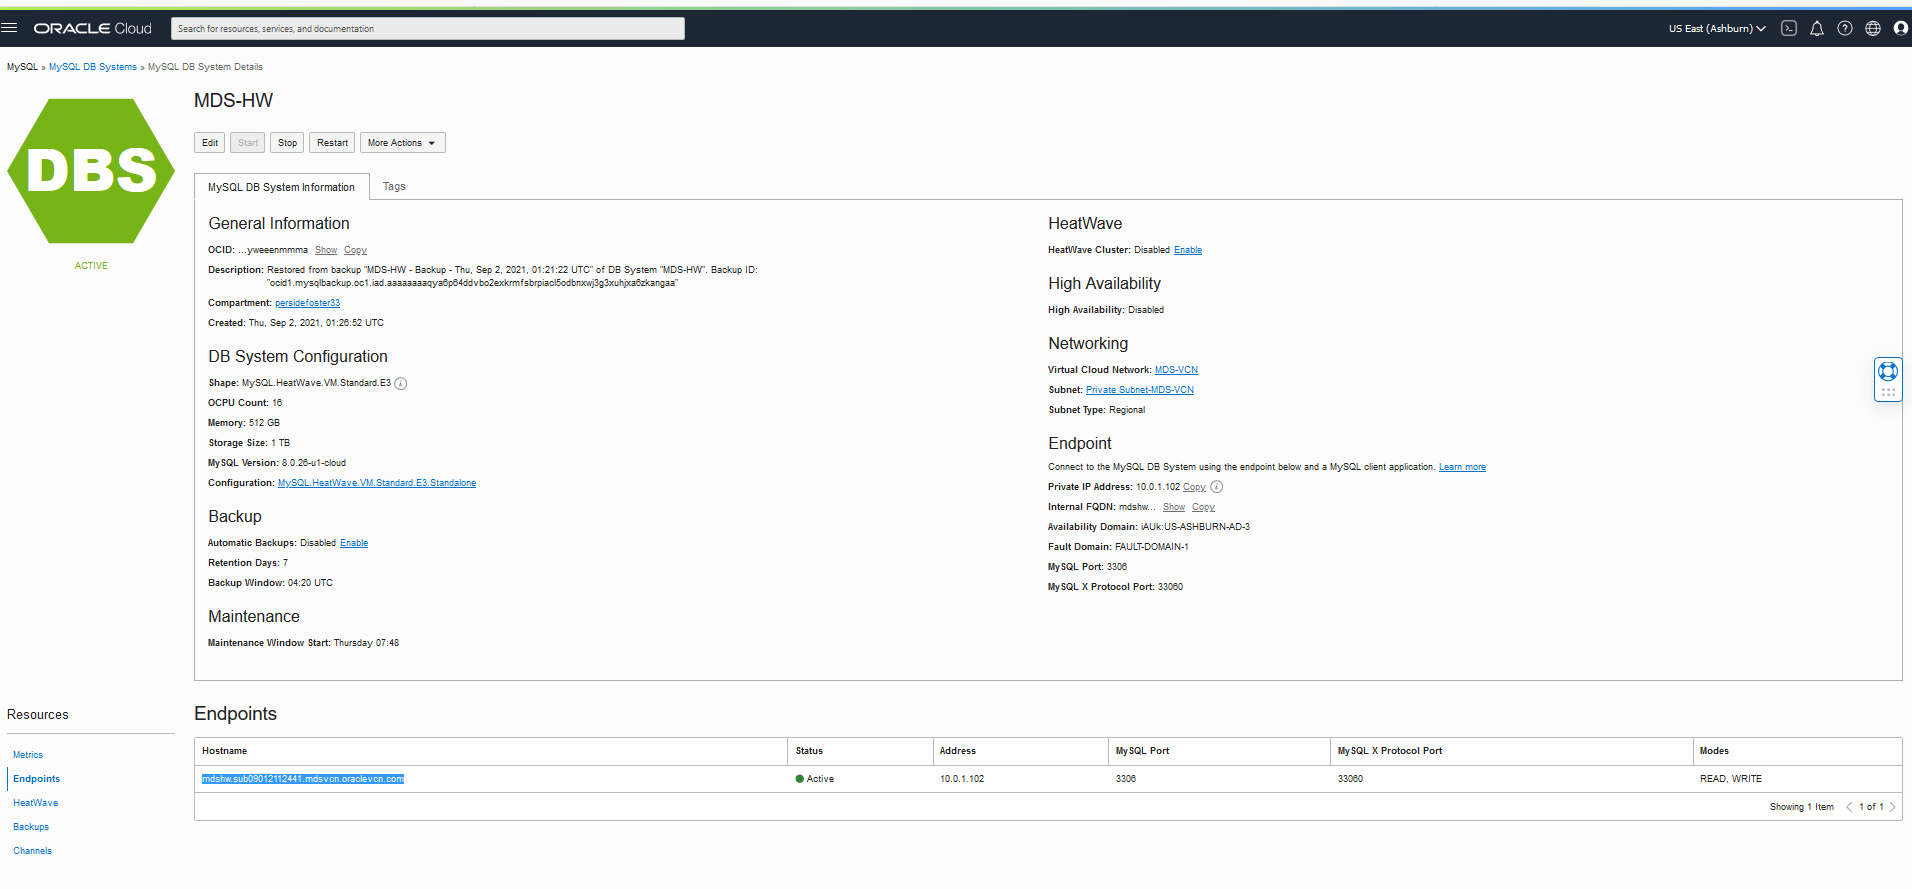 ORACLE Cloud
Search for resources, services, and documentation
US East (Ashburn)
MySQL » MySQL DB Systems » MySQL DB System Details
DBS
ACTIVE
MDS-HW
Edit Start Stop Restart More Actions
MySQL DB System Information Tags
General Information
OCID: ...yweeenmmma Show Copy
Description: Restored from backup "MDS-HW - Backup - Thu, Sep 2, 2021, 01:21:22 UTC" of DB System "MDS-HW". Backup ID:
"ocid1.mysqlbackup.oc1.iad.aaaaaaaaqya6p64ddvbo2exkrmfsbrpiacl5odbnxwj3g3xuhjxa6zkangaa"
Compartment: persidefoster33
Created: Thu, Sep 2, 2021, 01:26:52 UTC
DB System Configuration
Shape: MySQL.HeatWave.VM.Standard.E3
OCPU Count: 16
Memory: 512 GB
Storage Size: 1 TB
MySQL Version: 8.0.26-u1-cloud
Configuration: MySQL.HeatWave.VM.Standard.E3.Standalone
Backup
Automatic Backups: Disabled Enable
Retention Days: 7
Backup Window: 04:20 UTC
Maintenance
Maintenance Window Start: Thursday 07:48
HeatWave
HeatWave Cluster: Disabled Enable
High Availability
High Availability: Disabled
Networking
Virtual Cloud Network: MDS-VCN
Subnet: Private Subnet-MDS-VCN
Subnet Type: Regional
Endpoint
Connect to the MySQL DB System using the endpoint below and a MySQL client application. Learn more
Private IP Address: 10.0.1.102 Copy
Internal FQDN: mdshw... Show Copy
Availability Domain: iAUk:US-ASHBURN-AD-3
Fault Domain: FAULT-DOMAIN-1
MySQL Port: 3306
MySQL X Protocol Port: 33060
Resources
Metrics
Endpoints
HeatWave
Backups
Channels
Endpoints
Hostname Status Address MySQL Port MySQL X Protocol Port Modes
mdshw.sub09012112441.mdsvcn.oraclevcn.com Active 10.0.1.102 3306 33060 READ, WRITE
Showing 1 Item < 1 of 1 >